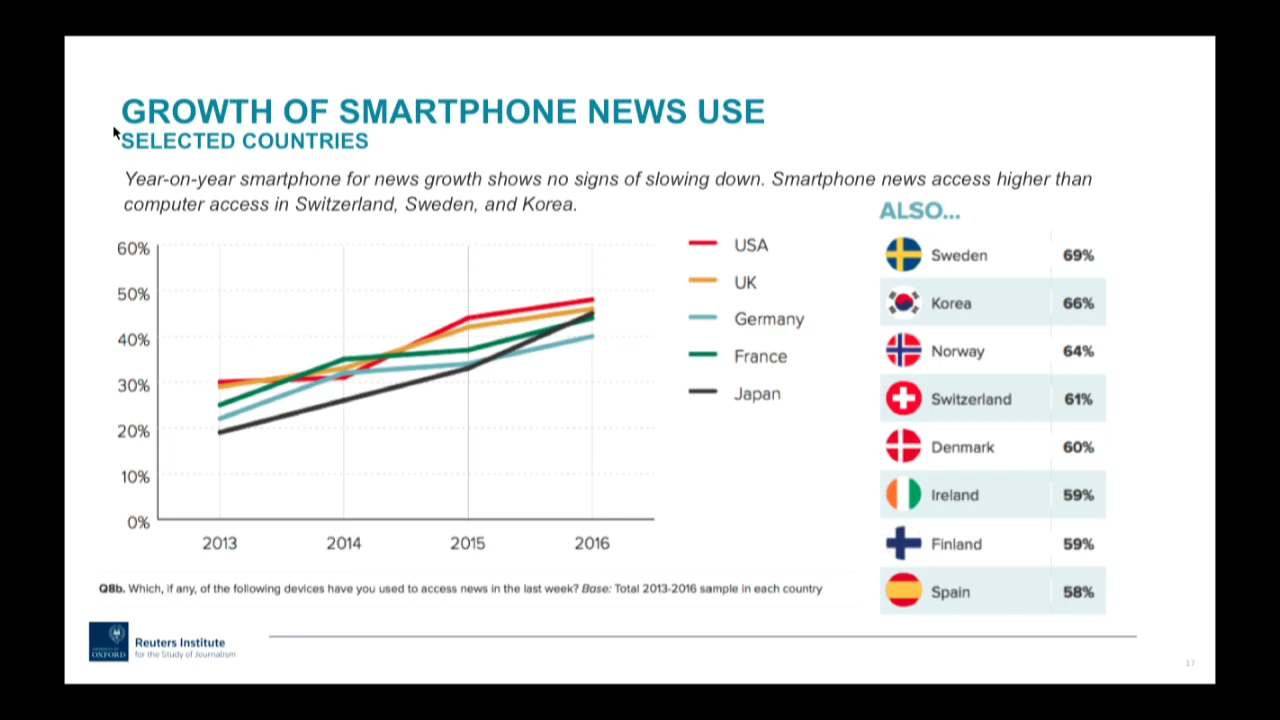 GROWTH OF SMARTPHONE NEWS USE
SELECTED COUNTRIES
Year-on-year smartphone for news growth shows no signs of slowing down. Smartphone news access higher than
computer access in Switzerland, Sweden, and Korea.
60%
50%
40%
30%
20%
10%
0%
2013 2014 2015 2016
USA
UK
Germany
France
Japan
ALSO...
Sweden 69%
Korea 66%
Norway 64%
Switzerland 61%
Denmark 60%
Ireland 59%
Finland 59%
Spain 58%
Q8b. Which, if any, of the following devices have you used to access news in the last week? Base: Total 2013-2016 sample in each country
UNIVERSITY OF
OXFORD
Reuters Institute
for the Study of Journalism
17